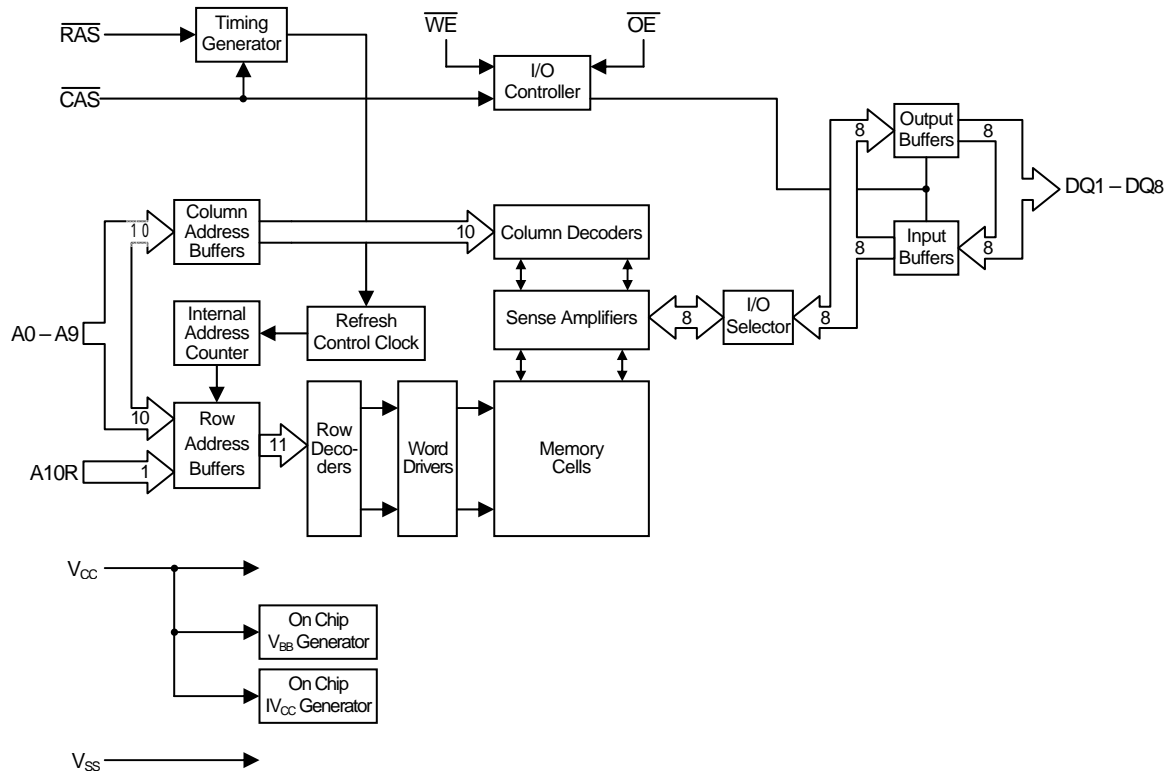 RAS
Timing
Generator
WE
OE
CAS
I/O
Controller
Output
Buffers
8
8
DQ1 – DQ8
Input
Buffers
8
8
10
Column
Address
Buffers
10
Column Decoders
A0 – A9
Internal
Address
Counter
Refresh
Control Clock
Sense Amplifiers
8
I/O
Selector
8
10
Row
Address
Buffers
11
Row
Deco-
ders
Word
Drivers
Memory
Cells
A10R
1
VCC
On Chip
VBB Generator
On Chip
IVCC Generator
VSS